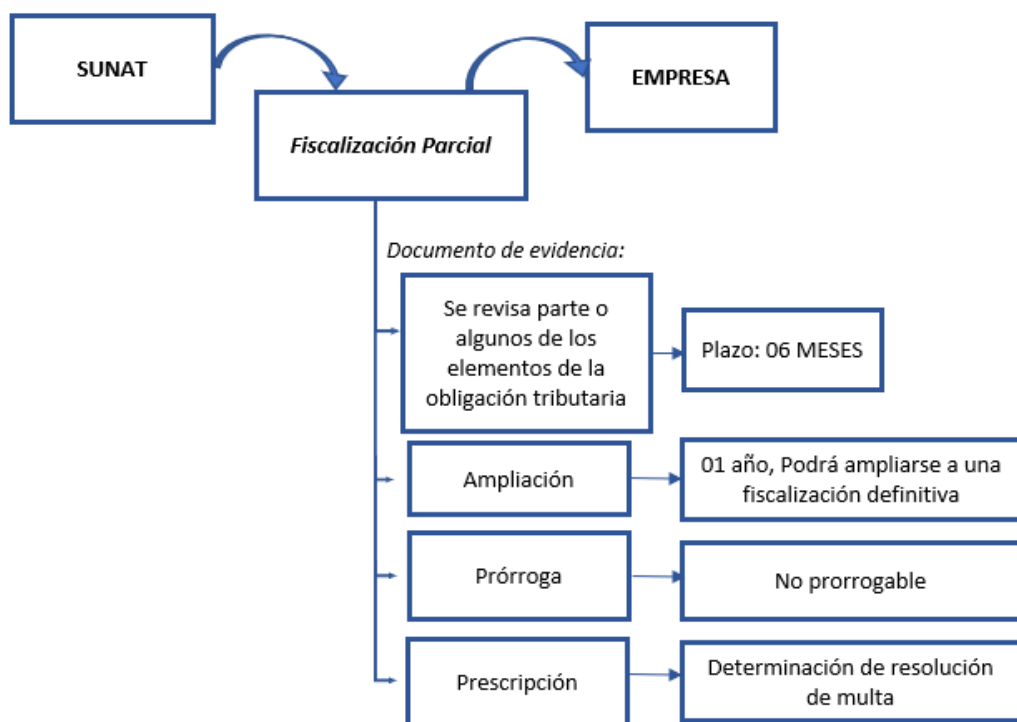 SUNAT
EMPRESA
Fiscalización Parcial
Documento de evidencia:
Se revisa parte o
algunos de los
elementos de la
obligación tributaria
Plazo: 06 MESES
Ampliación
01 año, Podrá ampliarse a una
fiscalización definitiva
Prórroga
No prorrogable
Prescripción
Determinación de resolución
de multa